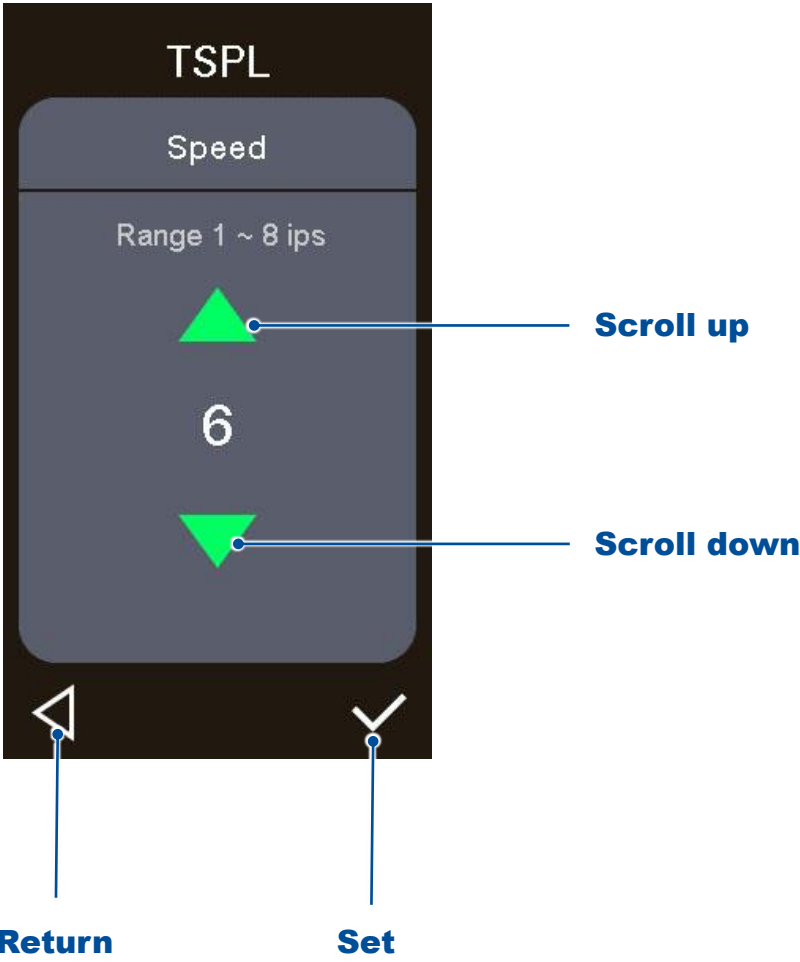 TSPL
Speed
Range 1 ~ 8 ips
Scroll up
6
Scroll down
Return
Set